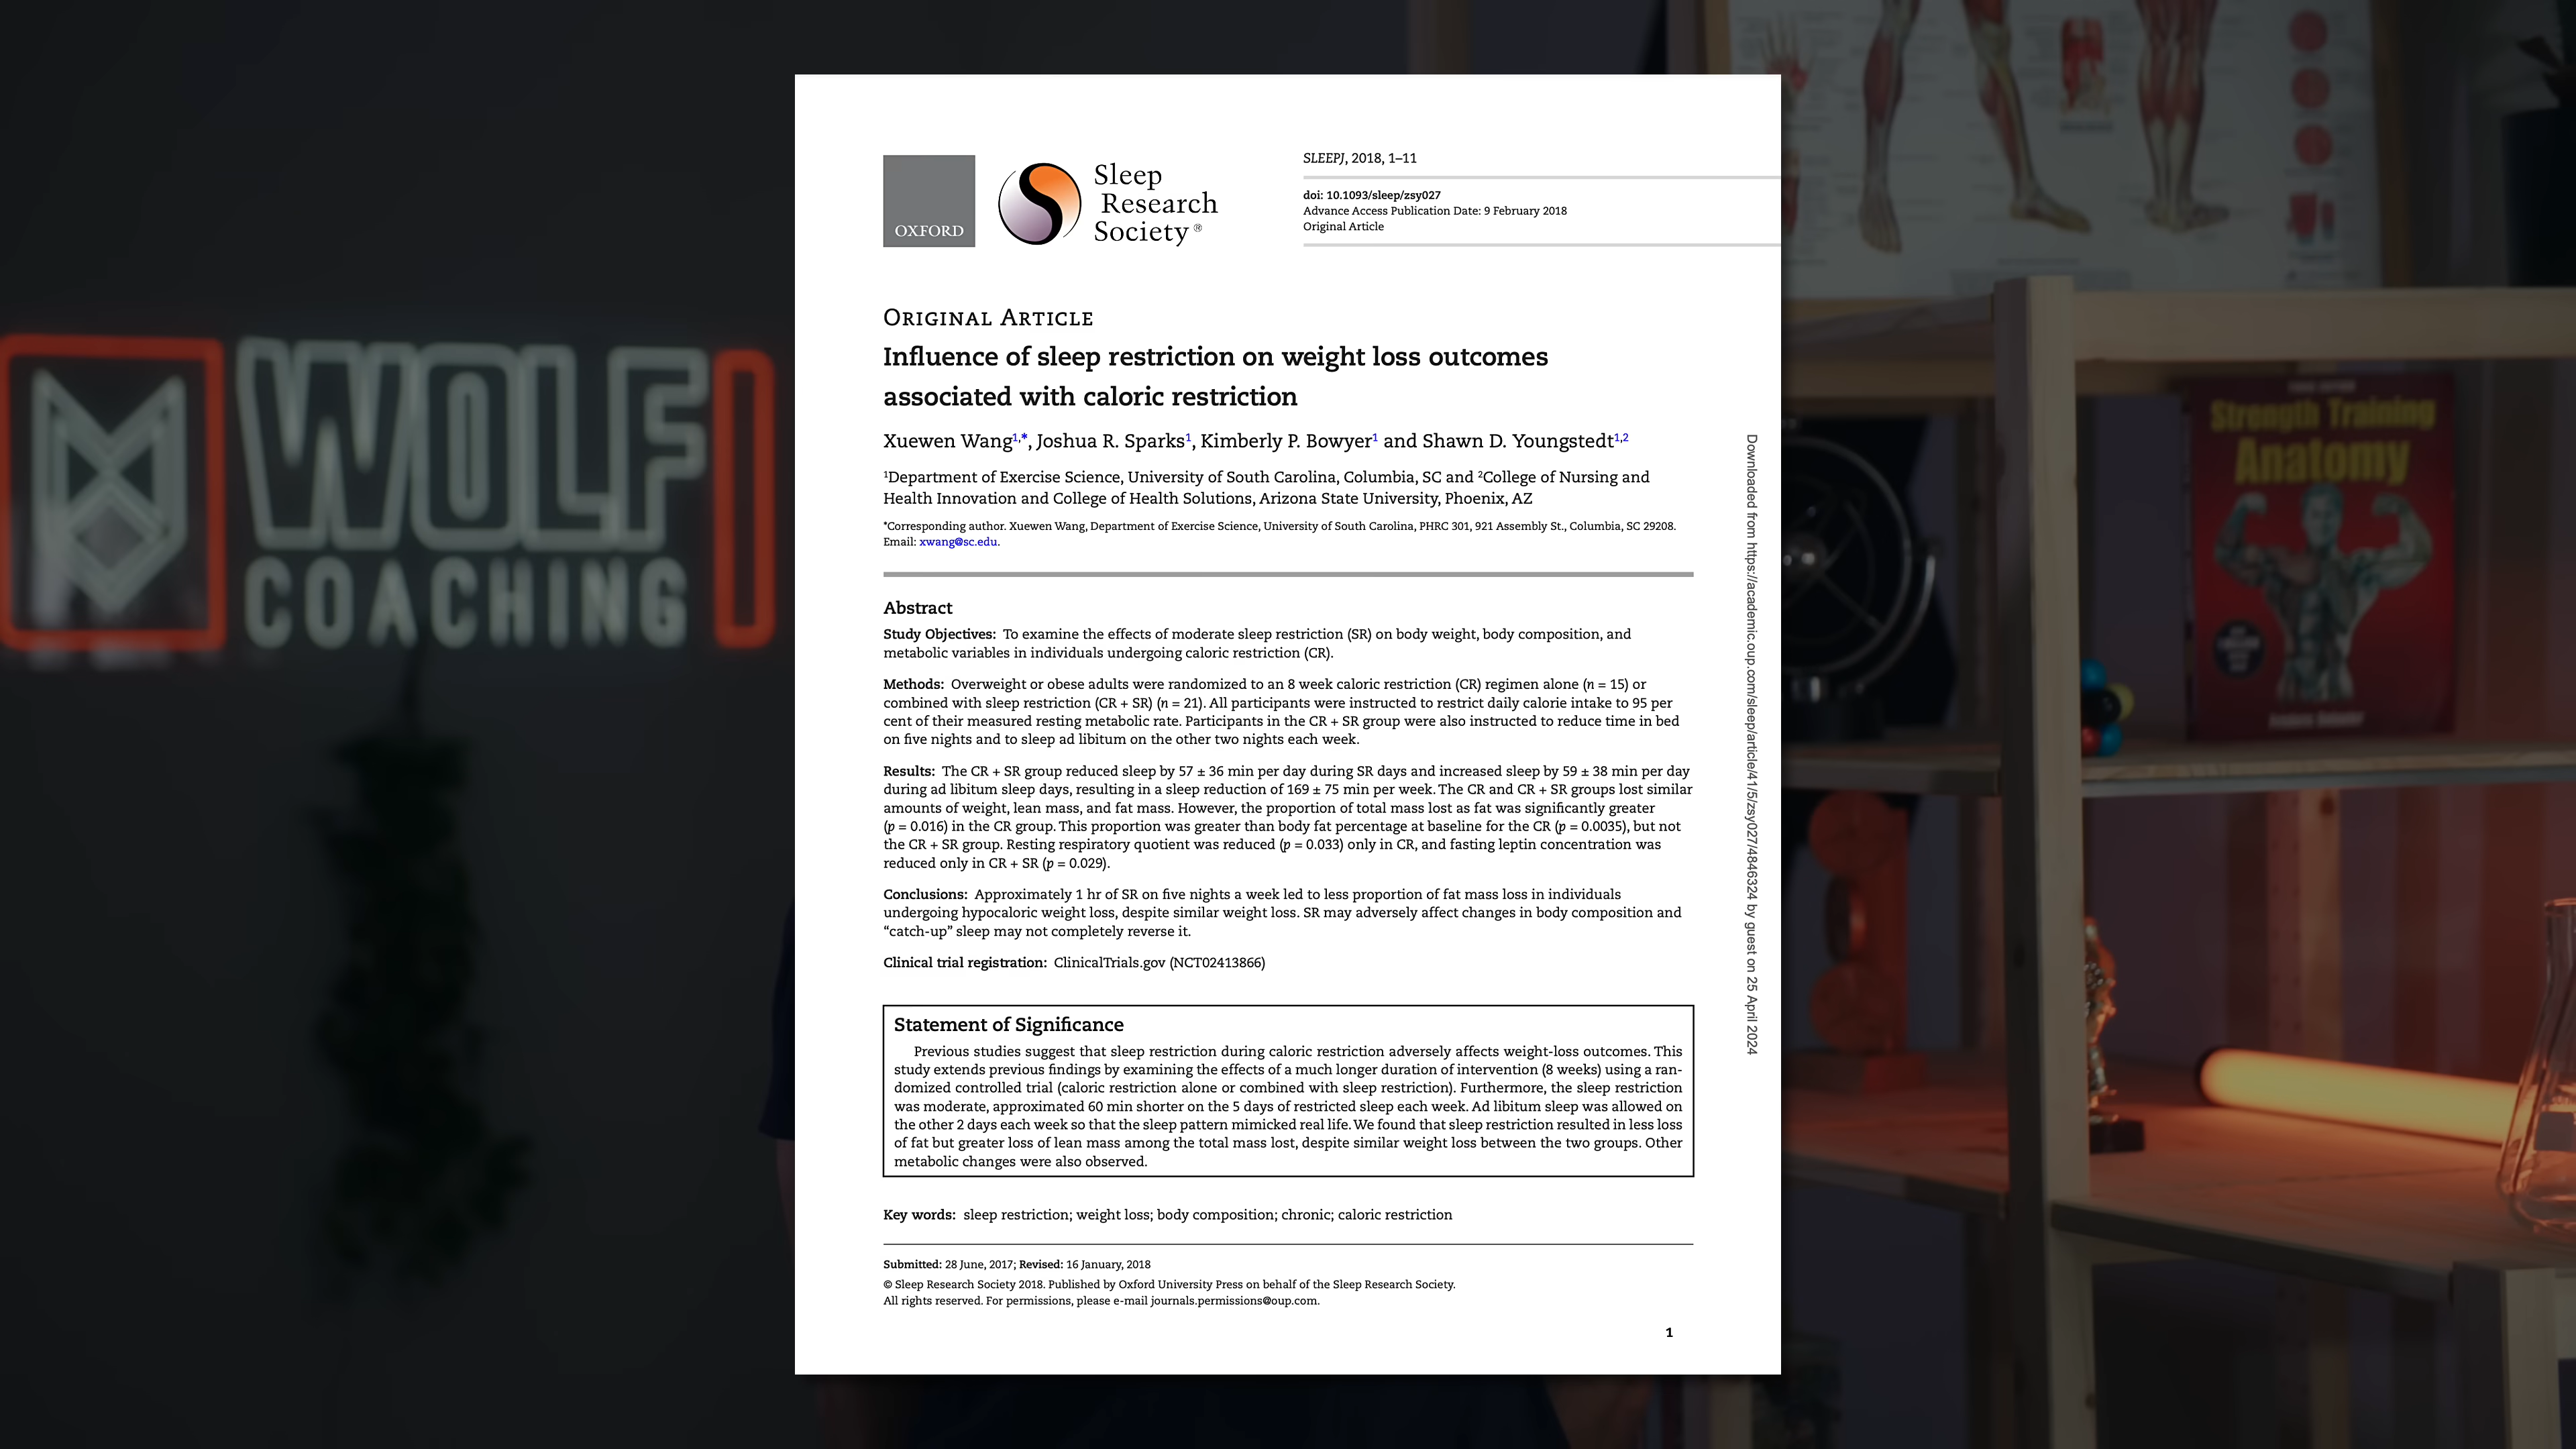 WOLF
COACHING
OXFORD
Sleep
Research
Society ®
SLEEPJ, 2018, 1–11
doi: 10.1093/sleep/zsy027
Advance Access Publication Date: 9 February 2018
Original Article
Original Article
Influence of sleep restriction on weight loss outcomes
associated with caloric restriction
Xuewen Wang1,*, Joshua R. Sparks1, Kimberly P. Bowyer1 and Shawn D. Youngstedt1,2
1Department of Exercise Science, University of South Carolina, Columbia, SC and 2College of Nursing and
Health Innovation and College of Health Solutions, Arizona State University, Phoenix, AZ
*Corresponding author. Xuewen Wang, Department of Exercise Science, University of South Carolina, PHRC 301, 921 Assembly St., Columbia, SC 29208.
Email: xwang@sc.edu.
Abstract
Study Objectives: To examine the effects of moderate sleep restriction (SR) on body weight, body composition, and
metabolic variables in individuals undergoing caloric restriction (CR).
Methods: Overweight or obese adults were randomized to an 8 week caloric restriction (CR) regimen alone (n = 15) or
combined with sleep restriction (CR + SR) (n = 21). All participants were instructed to restrict daily calorie intake to 95 per
cent of their measured resting metabolic rate. Participants in the CR + SR group were also instructed to reduce time in bed
on five nights and to sleep ad libitum on the other two nights each week.
Results: The CR + SR group reduced sleep by 57 ± 36 min per day during SR days and increased sleep by 59 ± 38 min per day
during ad libitum sleep days, resulting in a sleep reduction of 169 ± 75 min per week. The CR and CR + SR groups lost similar
amounts of weight, lean mass, and fat mass. However, the proportion of total mass lost as fat was significantly greater
(p = 0.016) in the CR group. This proportion was greater than body fat percentage at baseline for the CR (p = 0.0035), but not
the CR + SR group. Resting respiratory quotient was reduced (p = 0.033) only in CR, and fasting leptin concentration was
reduced only in CR + SR (p = 0.029).
Conclusions: Approximately 1 hr of SR on five nights a week led to less proportion of fat mass loss in individuals
undergoing hypocaloric weight loss, despite similar weight loss. SR may adversely affect changes in body composition and
“catch-up” sleep may not completely reverse it.
Clinical trial registration: ClinicalTrials.gov (NCT02413866)
Statement of Significance
Previous studies suggest that sleep restriction during caloric restriction adversely affects weight-loss outcomes. This
study extends previous findings by examining the effects of a much longer duration of intervention (8 weeks) using a ran-
domized controlled trial (caloric restriction alone or combined with sleep restriction). Furthermore, the sleep restriction
was moderate, approximated 60 min shorter on the 5 days of restricted sleep each week. Ad libitum sleep was allowed on
the other 2 days each week so that the sleep pattern mimicked real life. We found that sleep restriction resulted in less loss
of fat but greater loss of lean mass among the total mass lost, despite similar weight loss between the two groups. Other
metabolic changes were also observed.
Key words: sleep restriction; weight loss; body composition; chronic; caloric restriction
Submitted: 28 June, 2017; Revised: 16 January, 2018
© Sleep Research Society 2018. Published by Oxford University Press on behalf of the Sleep Research Society.
All rights reserved. For permissions, please e-mail journals.permissions@oup.com.
1
Downloaded from https://academic.oup.com/sleep/article/41/5/zsy027/4846324 by guest on 25 April 2024
Strength Training
Anatomy